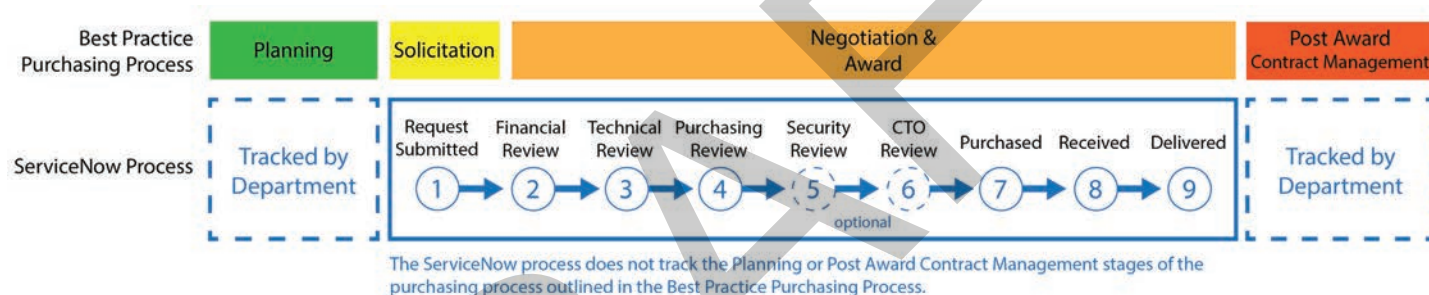 Best Practice
Purchasing Process
Planning
Solicitation
Negotiation &
Award
Post Award
Contract Management
ServiceNow Process
Tracked by
Department
Request
Submitted
Financial
Review
Technical
Review
Purchasing
Review
Security
Review
CTO
Review
Purchased
Received
Delivered
1
2
3
4
5
6
7
8
9
optional
Tracked by
Department
The ServiceNow process does not track the Planning or Post Award Contract Management stages of the
purchasing process outlined in the Best Practice Purchasing Process.